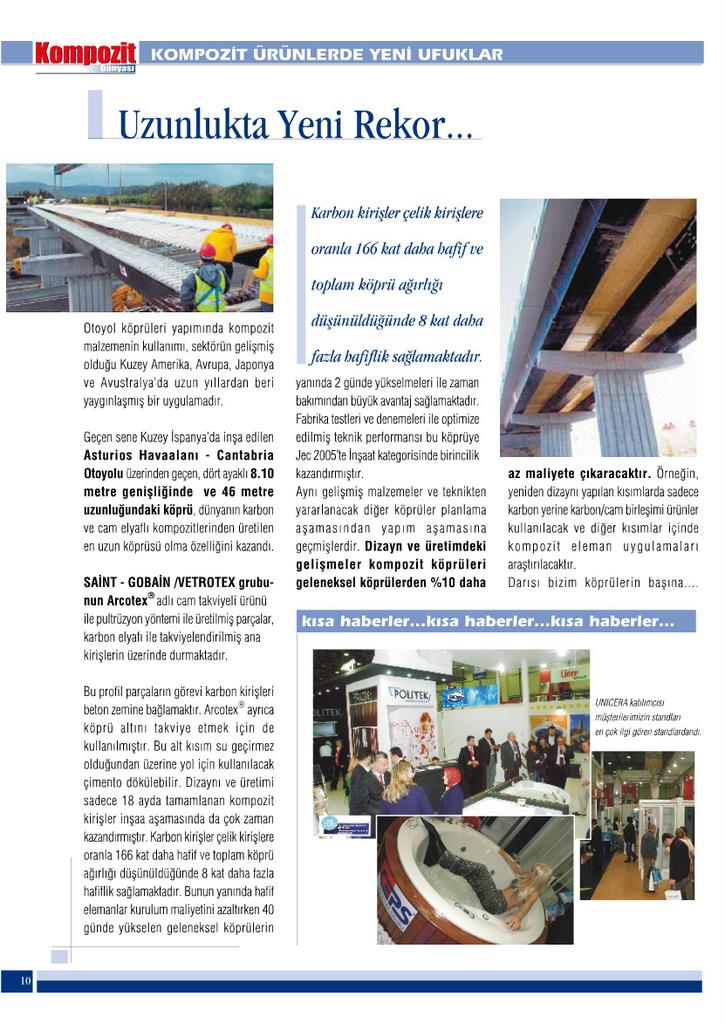 Kompozit
Dünyası
KOMPOZİT ÜRÜNLERDE YENİ UFUKLAR
Uzunlukta Yeni Rekor...
Otoyol köprüleri yapımında kompozit
malzemenin kullanımı, sektörün gelişmiş
olduğu Kuzey Amerika, Avrupa, Japonya
ve Avustralya'da uzun yıllardan beri
yaygınlaşmış bir uygulamadır.
Geçen sene Kuzey İspanya'da inşa edilen
Asturios Havaalanı - Cantabria
Otoyolu üzerinden geçen, dört ayaklı 8.10
metre genişliğinde ve 46 metre
uzunluğundaki köprü, dünyanın karbon
ve cam elyaflı kompozitlerinden üretilen
en uzun köprüsü olma özelliğini kazandı.
SAİNT - GOBAİN /VETROTEX grubu-
nun Arcotex® adlı cam takviyeli ürünü
ile pultrüzyon yöntemi ile üretilmiş parçalar,
karbon elyafı ile takviyelendirilmiş ana
kirişlerin üzerinde durmaktadır.
Bu profil parçaların görevi karbon kirişleri
beton zemine bağlamaktır. Arcotex® ayrıca
köprü altını takviye etmek için de
kullanılmıştır. Bu alt kısım su geçirmez
olduğundan üzerine yol için kullanılacak
çimento dökülebilir. Dizaynı ve üretimi
sadece 18 ayda tamamlanan kompozit
kirişler inşaa aşamasında da çok zaman
kazandırmıştır. Karbon kirişler çelik kirişlere
oranla 166 kat daha hafif ve toplam köprü
ağırlığı düşünüldüğünde 8 kat daha fazla
hafiflik sağlamaktadır. Bunun yanında hafif
elemanlar kurulum maliyetini azaltırken 40
günde yükselen geleneksel köprülerin
Karbon kirişler çelik kirişlere
oranla 166 kat daha hafif ve
toplam köprü ağırlığı
düşünüldüğünde 8 kat daha
fazla hafiflik sağlamaktadır.
yanında 2 günde yükselmeleri ile zaman
bakımından büyük avantaj sağlamaktadır.
Fabrika testleri ve denemeleri ile optimize
edilmiş teknik performansı bu köprüye
Jec 2005'te İnşaat kategorisinde birincilik
kazandırmıştır.
Aynı gelişmiş malzemeler ve teknikten
yararlanacak diğer köprüler planlama
aşamasından yapım aşamasına
geçmişlerdir. Dizayn ve üretimdeki
gelişmeler kompozit köprüleri
geleneksel köprülerden %10 daha
az maliyete çıkaracaktır. Örneğin,
yeniden dizaynı yapılan kısımlarda sadece
karbon yerine karbon/cam birleşimi ürünler
kullanılacak ve diğer kısımlar içinde
kompozit eleman uygulamaları
araştırılacaktır.
Darısı bizim köprülerin başına....
kısa haberler...kısa haberler...kısa haberler...
POLİTEK
UNICERA katılımcısı
müşterilerimizin standları
en çok ilgi gören standlardandı.
10